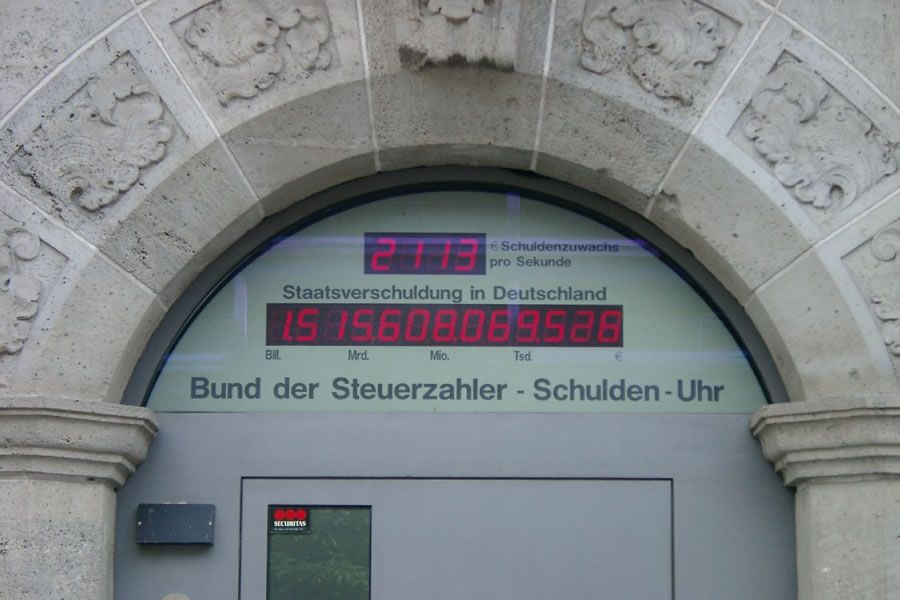 2113 € Schuldenzuwachs
pro Sekunde
Staatsverschuldung in Deutschland
1.515.608.069.528
Bill. Mrd. Mio. Tsd. €
Bund der Steuerzahler - Schulden - Uhr
SECURITAS